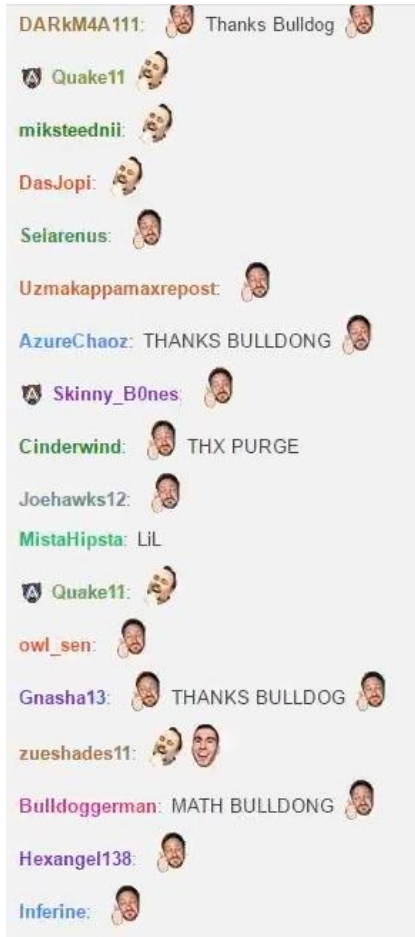 DARkM4A111: Thanks Bulldog
Quake11
miksteednii:
DasJopi:
Selarenus:
Uzmakappamaxrepost:
AzureChaoz: THANKS BULLDONG
Skinny_B0nes:
Cinderwind: THX PURGE
Joehawks12:
MistaHipsta: LiL
Quake11:
owl_sen:
Gnasha13: THANKS BULLDOG
zueshades11:
Bulldoggerman: MATH BULLDONG
Hexangel138:
Inferine: